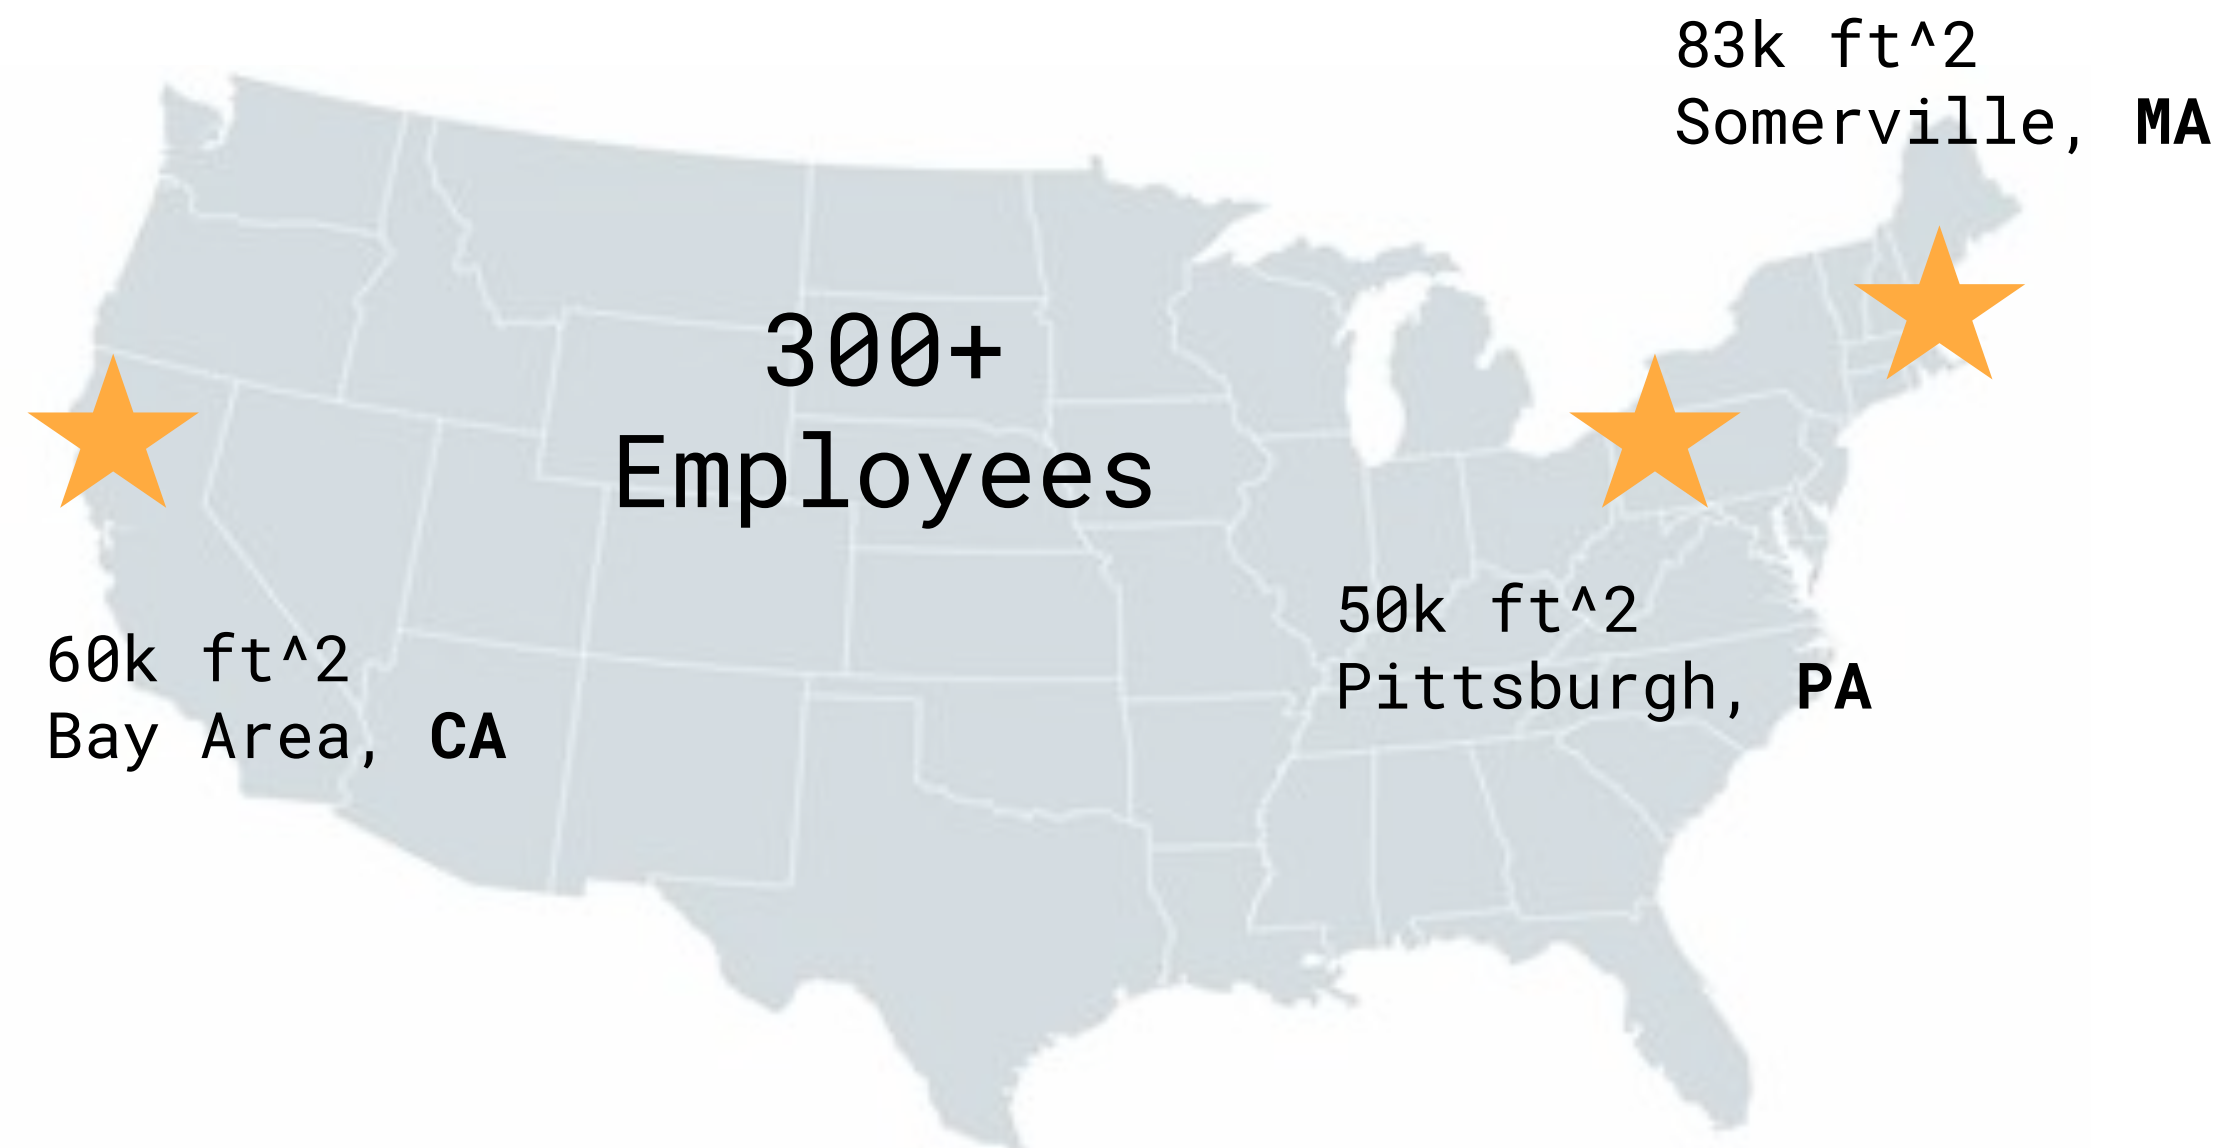 83k ft^2
Somerville, MA
300+
Employees
50k ft^2
Pittsburgh, PA
60k ft^2
Bay Area, CA